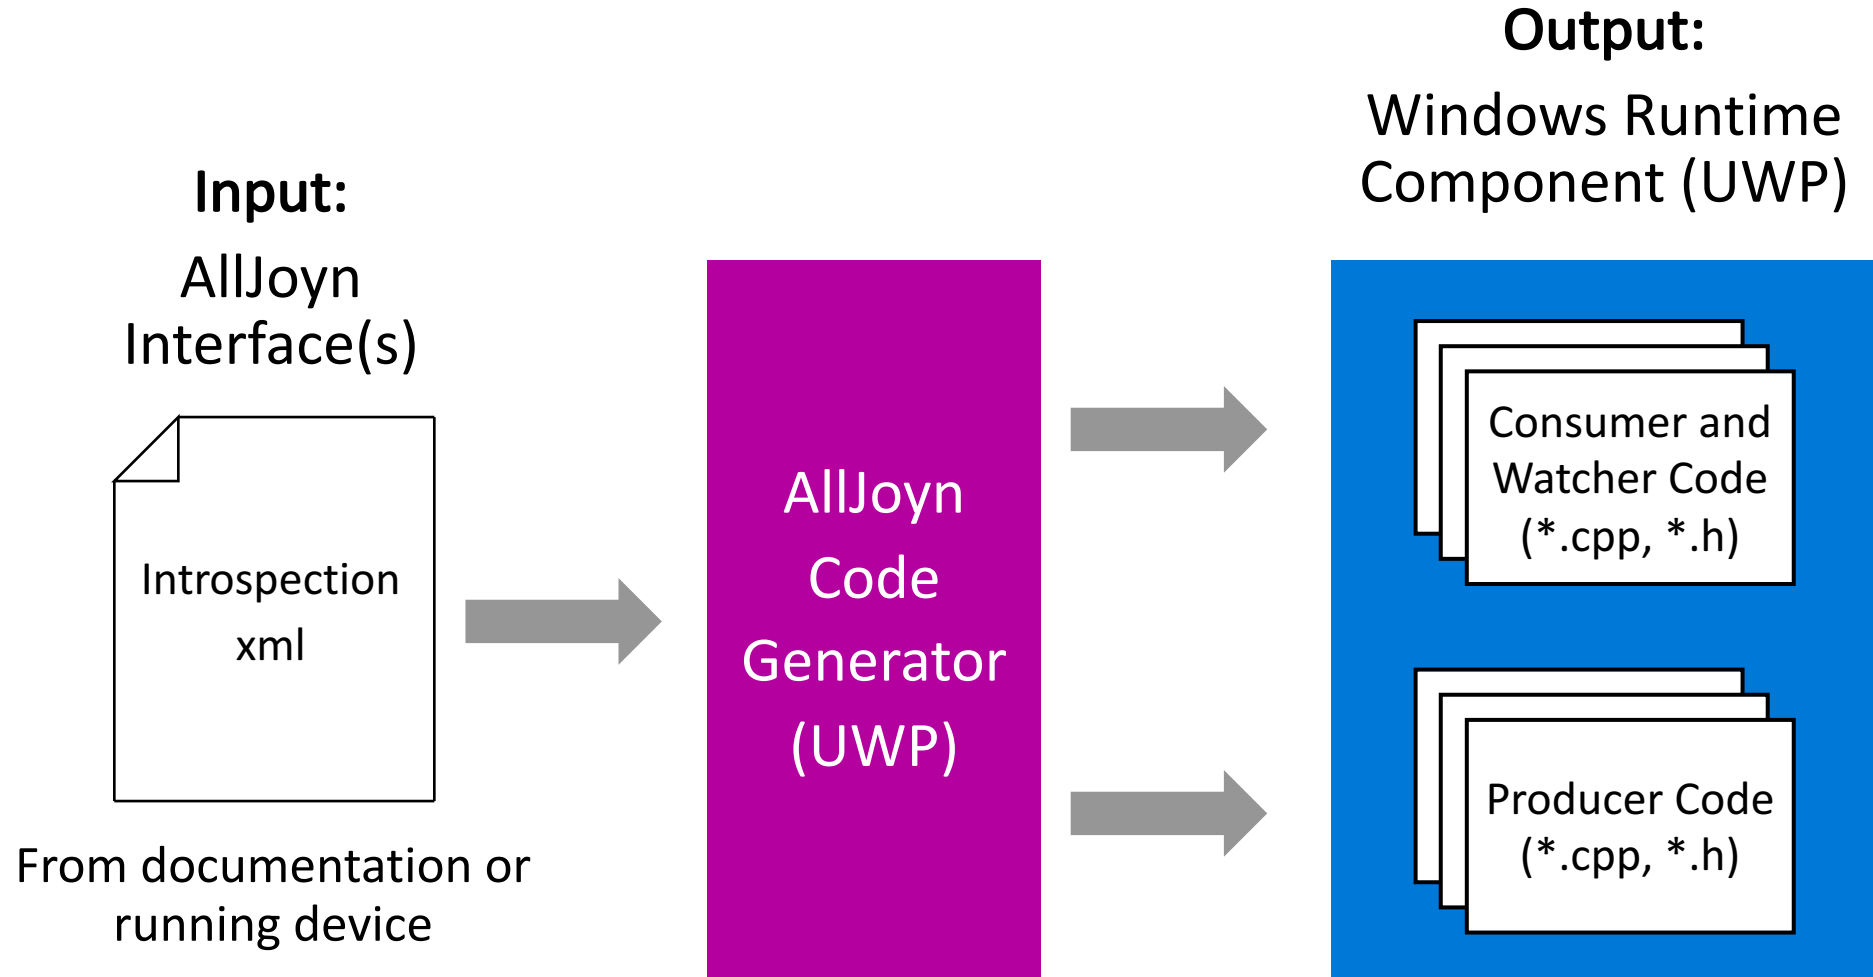 Input:
AllJoyn
Interface(s)
Introspection
xml
From documentation or
running device
AllJoyn
Code
Generator
(UWP)
Output:
Windows Runtime
Component (UWP)
Consumer and
Watcher Code
(*.cpp, *.h)
Producer Code
(*.cpp, *.h)